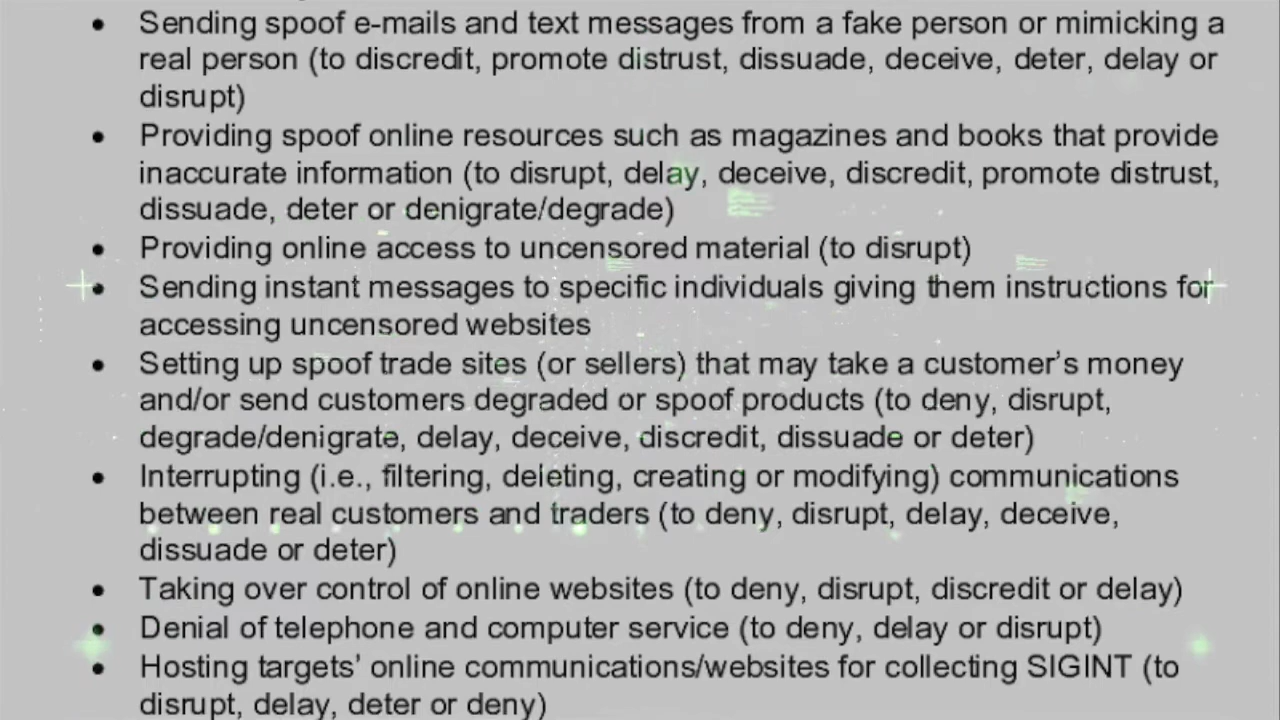 • Sending spoof e-mails and text messages from a fake person or mimicking a
real person (to discredit, promote distrust, dissuade, deceive, deter, delay or
disrupt)
• Providing spoof online resources such as magazines and books that provide
inaccurate information (to disrupt, delay, deceive, discredit, promote distrust,
dissuade, deter or denigrate/degrade)
• Providing online access to uncensored material (to disrupt)
• Sending instant messages to specific individuals giving them instructions for
accessing uncensored websites
• Setting up spoof trade sites (or sellers) that may take a customer's money
and/or send customers degraded or spoof products (to deny, disrupt,
degrade/denigrate, delay, deceive, discredit, dissuade or deter)
• Interrupting (i.e., filtering, deleting, creating or modifying) communications
between real customers and traders (to deny, disrupt, delay, deceive,
dissuade or deter)
• Taking over control of online websites (to deny, disrupt, discredit or delay)
• Denial of telephone and computer service (to deny, delay or disrupt)
• Hosting targets' online communications/websites for collecting SIGINT (to
disrupt, delay, deter or deny)